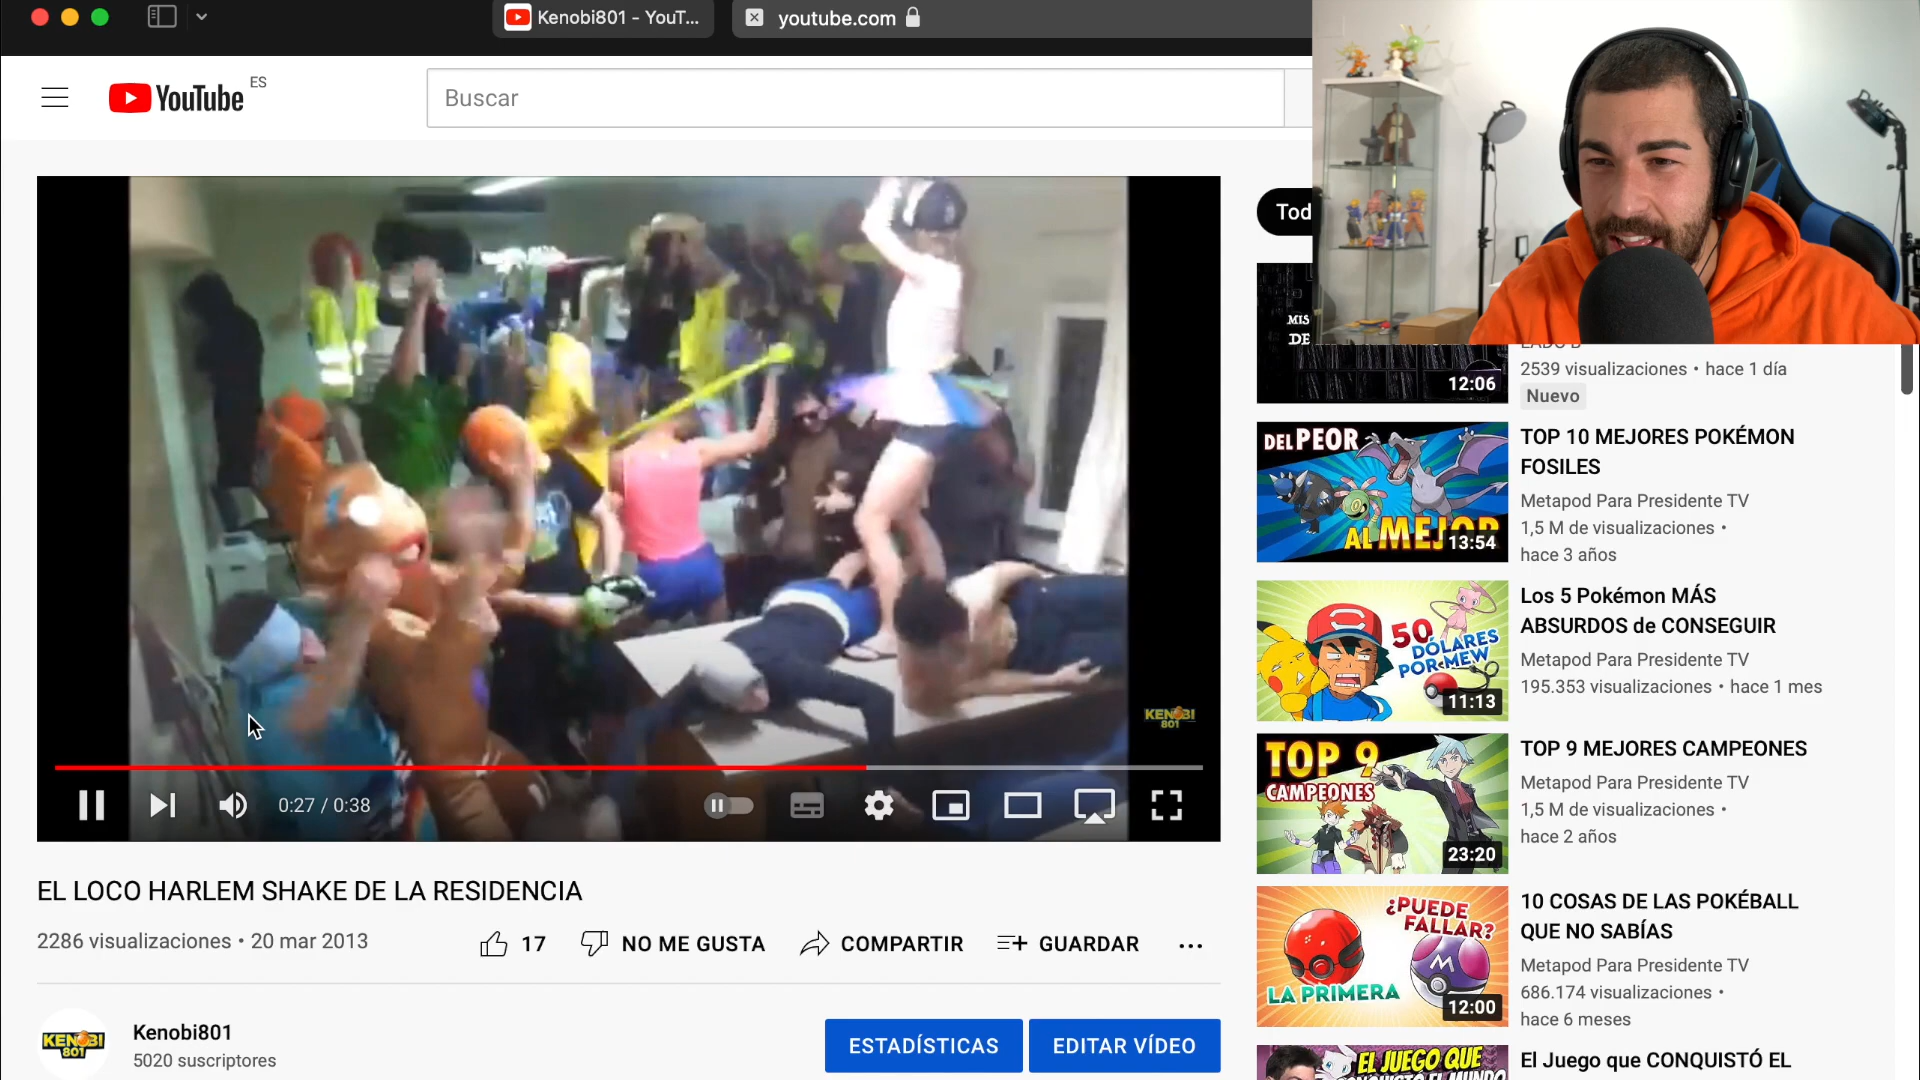 Kenobi801 - YouT...
youtube.com
YouTube ES
Buscar
Tod
MIS
DE
12:06
2539 visualizaciones • hace 1 día
Nuevo
DEL PEOR
AL MEJOR
13:54
TOP 10 MEJORES POKÉMON
FOSILES
Metapod Para Presidente TV
1,5 M de visualizaciones •
hace 3 años
50
DÓLARES
POR MEW
11:13
Los 5 Pokémon MÁS
ABSURDOS de CONSEGUIR
Metapod Para Presidente TV
195.353 visualizaciones • hace 1 mes
TOP 9
CAMPEONES
23:20
TOP 9 MEJORES CAMPEONES
Metapod Para Presidente TV
1,5 M de visualizaciones •
hace 2 años
¿PUEDE
FALLAR?
M
LA PRIMERA
12:00
10 COSAS DE LAS POKÉBALL
QUE NO SABÍAS
Metapod Para Presidente TV
686.174 visualizaciones •
hace 6 meses
EL JUEGO QUE
El Juego que CONQUISTÓ EL
KENOBI
801
0:27 / 0:38
EL LOCO HARLEM SHAKE DE LA RESIDENCIA
2286 visualizaciones • 20 mar 2013
17
NO ME GUSTA
COMPARTIR
GUARDAR
KENOBI
801
Kenobi801
5020 suscriptores
ESTADÍSTICAS
EDITAR VÍDEO